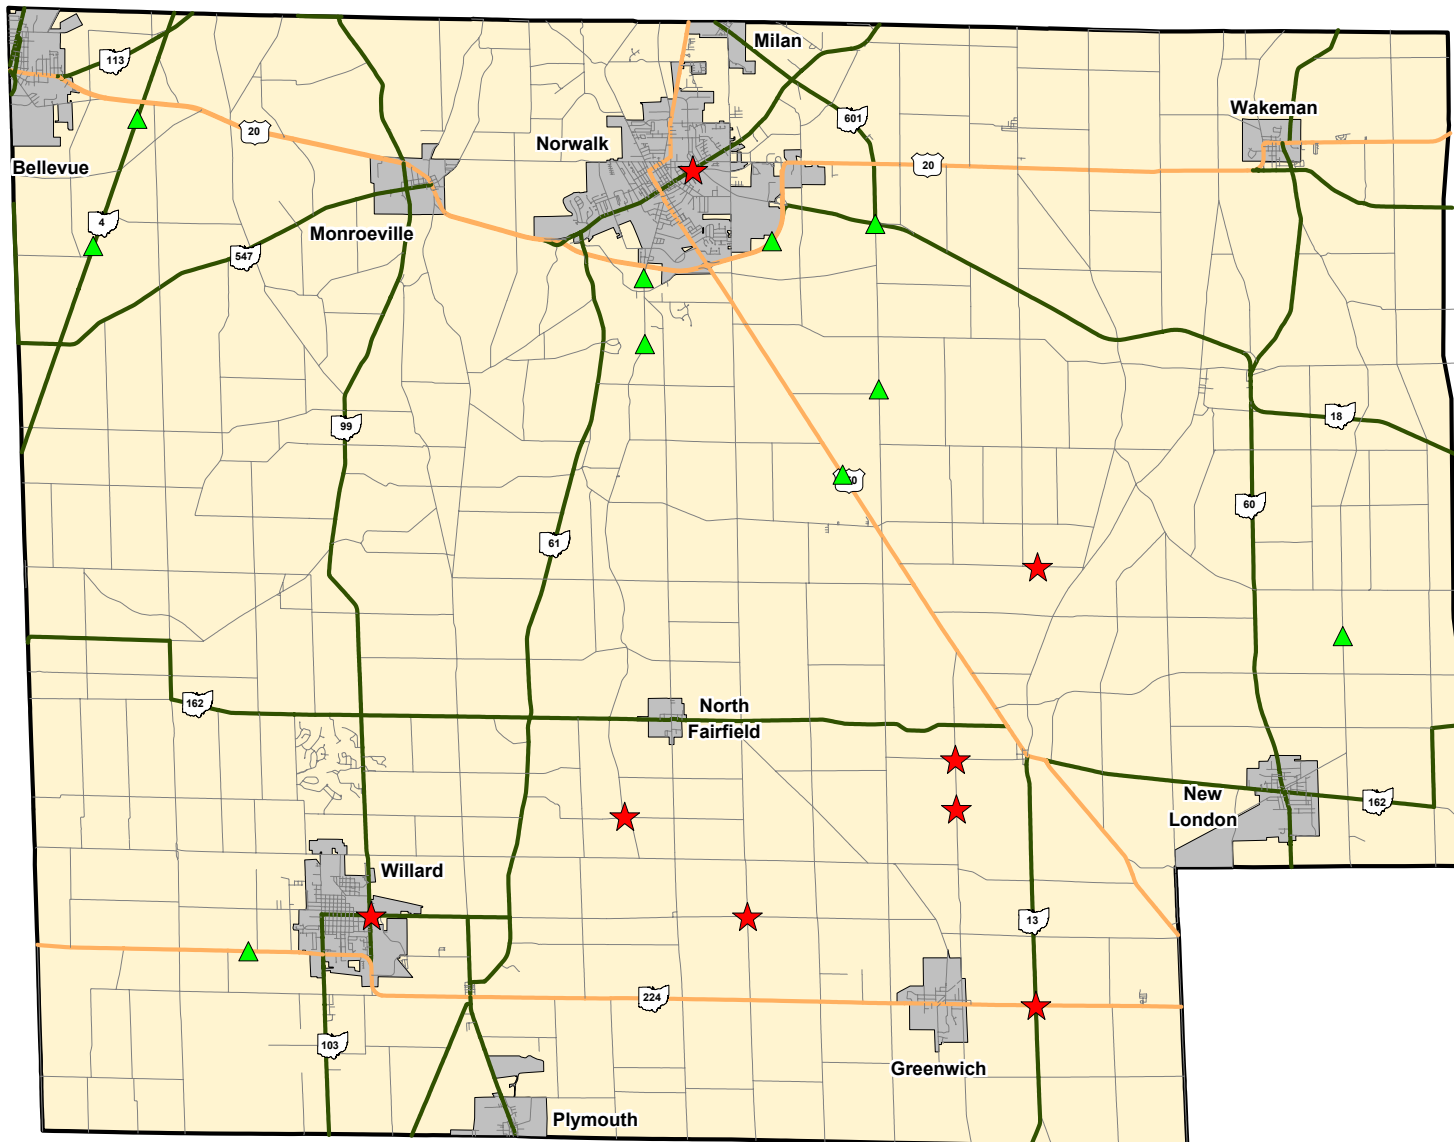 Milan
113
Wakeman
601
20
Norwalk
20
Bellevue
4
Monroeville
547
18
99
60
61
162
North
Fairfield
New
London
162
Willard
13
224
103
Greenwich
Plymouth